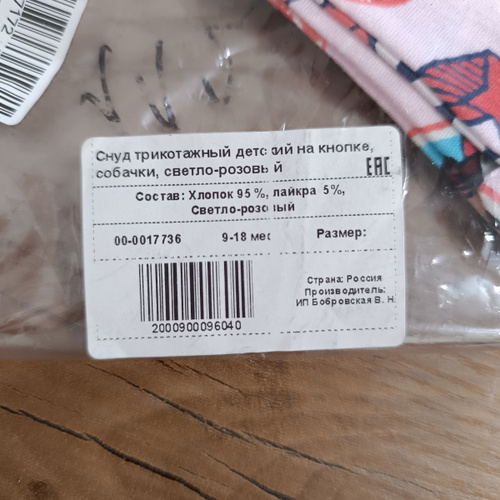 7172
Снуд трикотажный детский на кнопке,
собачки, светло-розовый
EAC
Состав: Хлопок 95 %, лайкра 5%,
Светло-розовый
00-0017736 9-18 мес Размер:
Страна: Россия
Производитель:
ИП Бобровская В. Н.
2000900096040